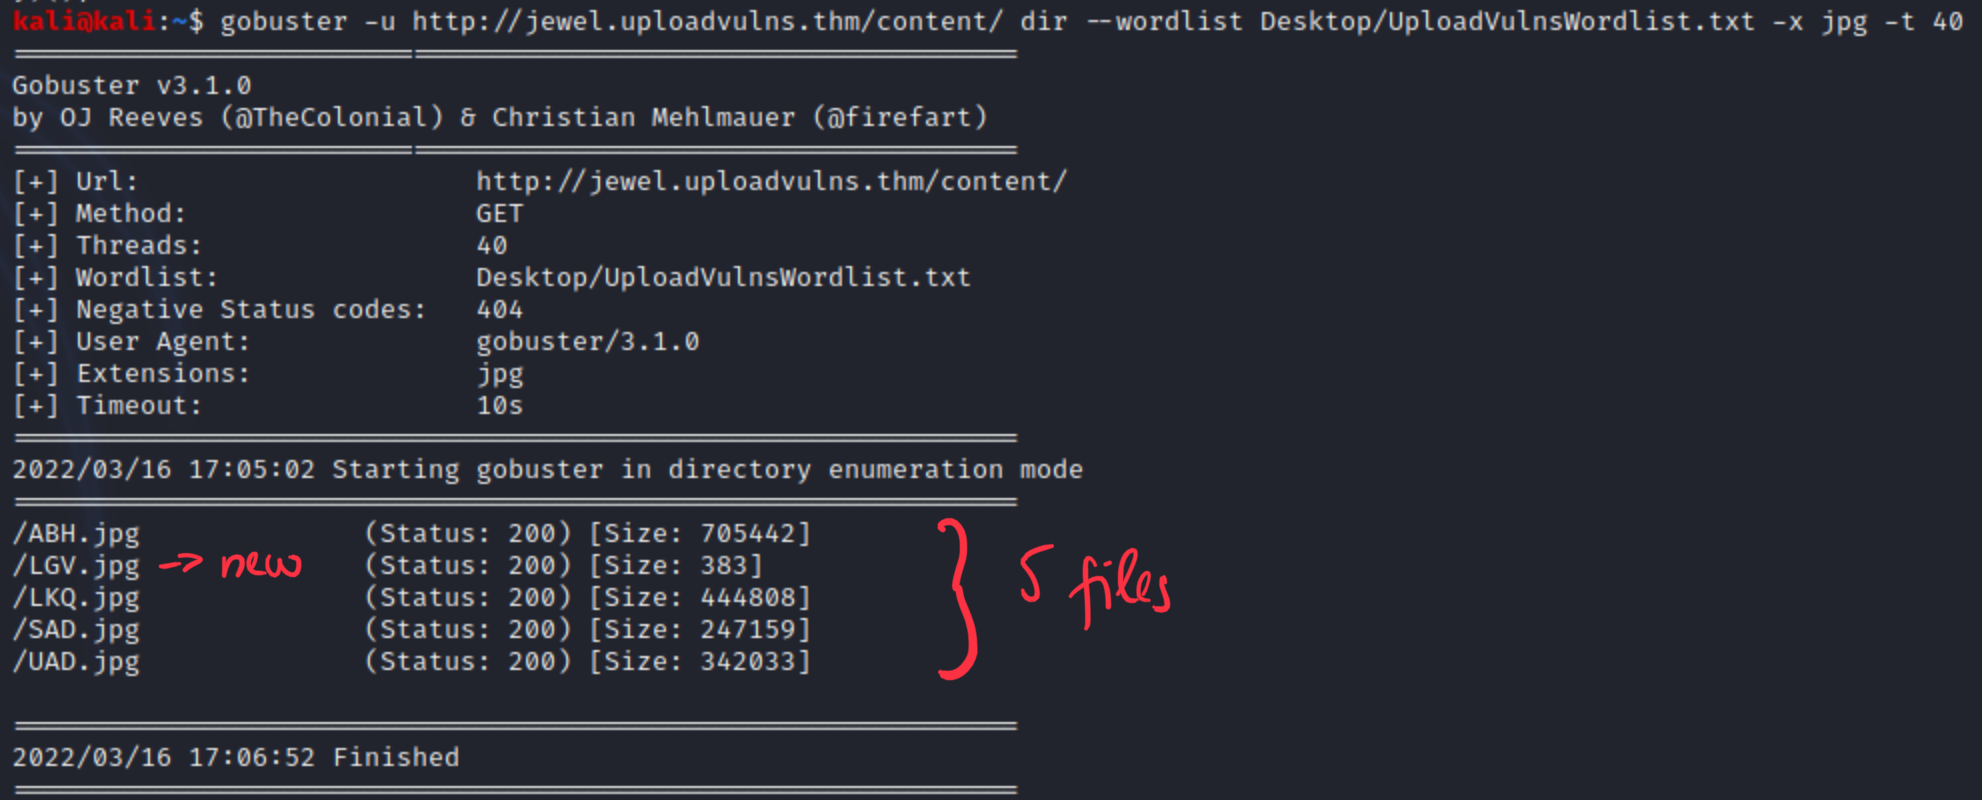 kali@kali:~$ gobuster -u http://jewel.uploadvulns.thm/content/ dir --wordlist Desktop/UploadVulnsWordlist.txt -x jpg -t 40
===============================================================
Gobuster v3.1.0
by OJ Reeves (@TheColonial) & Christian Mehlmauer (@firefart)
===============================================================
[+] Url:                     http://jewel.uploadvulns.thm/content/
[+] Method:                  GET
[+] Threads:                 40
[+] Wordlist:                Desktop/UploadVulnsWordlist.txt
[+] Negative Status codes:   404
[+] User Agent:              gobuster/3.1.0
[+] Extensions:              jpg
[+] Timeout:                 10s
===============================================================
2022/03/16 17:05:02 Starting gobuster in directory enumeration mode
===============================================================
/ABH.jpg              (Status: 200) [Size: 705442]
/LGV.jpg -> new       (Status: 200) [Size: 383]
/LKQ.jpg              (Status: 200) [Size: 444808]
/SAD.jpg              (Status: 200) [Size: 247159]
/UAD.jpg              (Status: 200) [Size: 342033]
} 5 files
===============================================================
2022/03/16 17:06:52 Finished
===============================================================